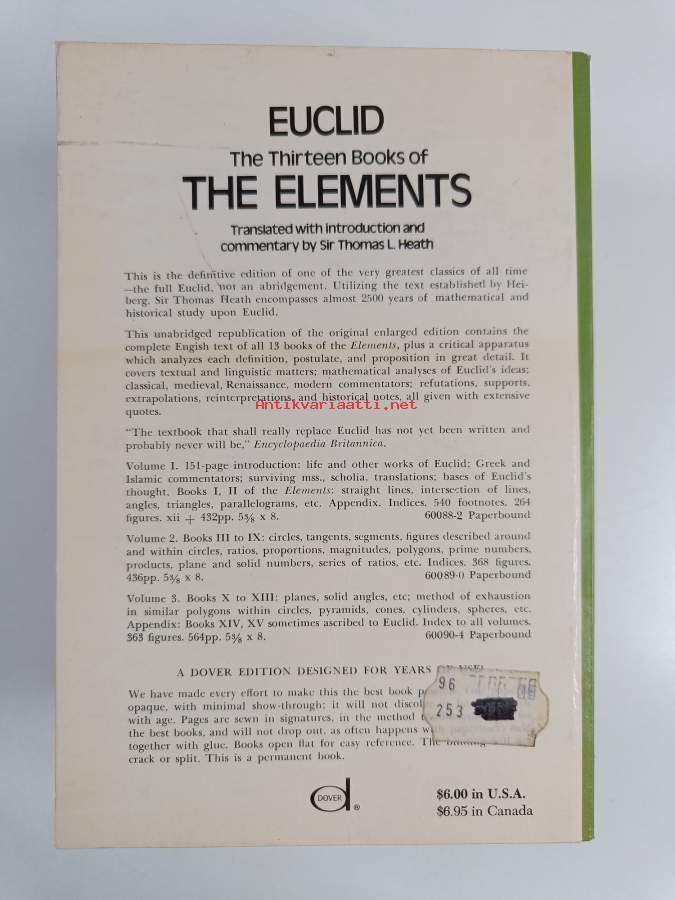 EUCLID
The Thirteen Books of
THE ELEMENTS
Translated with introduction and
commentary by Sir Thomas L. Heath
This is the definitive edition of one of the very greatest classics of all time
—the full Euclid, not an abridgement. Utilizing the text established by Hei-
berg, Sir Thomas Heath encompasses almost 2500 years of mathematical and
historical study upon Euclid.
This unabridged republication of the original enlarged edition contains the
complete Engish text of all 13 books of the Elements, plus a critical apparatus
which analyzes each definition, postulate, and proposition in great detail. It
covers textual and linguistic matters; mathematical analyses of Euclid's ideas;
classical, medieval, Renaissance, modern commentators; refutations, supports,
extrapolations, reinterpretations, and historical notes, all given with extensive
Antikvariaatti.net
quotes.
"The textbook that shall really replace Euclid has not yet been written and
probably never will be," Encyclopaedia Britannica.
Volume 1. 151-page introduction: life and other works of Euclid; Greek and
Islamic commentators; surviving mss., scholia, translations; bases of Euclid's
thought. Books I, II of the Elements: straight lines, intersection of lines,
angles, triangles, parallelograms, etc. Appendix. Indices. 540 footnotes. 264
figures. xii + 432pp. 5⅜ x 8. 60088-2 Paperbound
Volume 2. Books III to IX: circles, tangents, segments, figures described around
and within circles, ratios, proportions, magnitudes, polygons, prime numbers,
products, plane and solid numbers, series of ratios, etc. Indices. 368 figures.
436pp. 5⅜ x 8. 60089-0 Paperbound
Volume 3. Books X to XIII: planes, solid angles, etc; method of exhaustion
in similar polygons within circles, pyramids, cones, cylinders, spheres, etc.
Appendix: Books XIV, XV sometimes ascribed to Euclid. Index to all volumes.
363 figures. 564pp. 5⅜ x 8. 60090-4 Paperbound
A DOVER EDITION DESIGNED FOR YEARS OF USE!
We have made every effort to make this the best book
opaque, with minimal show-through; it will not
with age. Pages are sewn in signatures, in the method
the best books, and will not drop out, as often happens
together with glue. Books open flat for easy reference. The
crack or split. This is a permanent book.
96
253
DOVER ®
$6.00 in U.S.A.
$6.95 in Canada